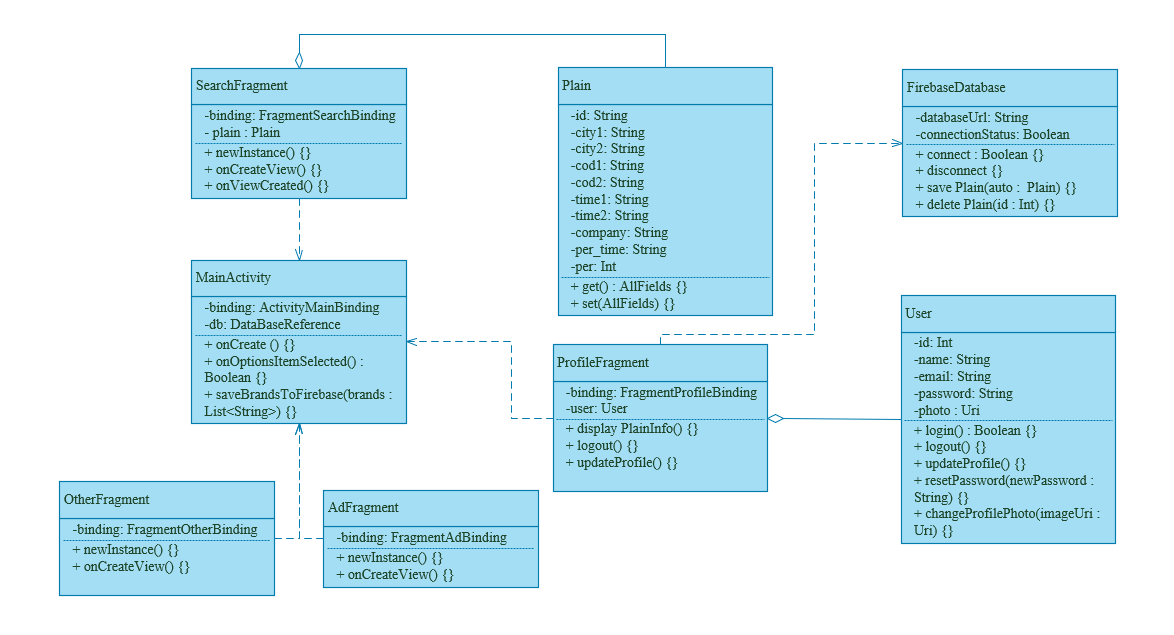 SearchFragment
-binding: FragmentSearchBinding
- plain : Plain
+ newInstance() {}
+ onCreateView() {}
+ onViewCreated() {}
Plain
-id: String
-city1: String
-city2: String
-cod1: String
-cod2: String
-time1: String
-time2: String
-company: String
-per_time: String
-per: Int
+ get() : AllFields {}
+ set(AllFields) {}
FirebaseDatabase
-databaseUrl: String
-connectionStatus: Boolean
+ connect : Boolean {}
+ disconnect {}
+ save Plain(auto :  Plain) {}
+ delete Plain(id : Int) {}
MainActivity
-binding: ActivityMainBinding
-db: DataBaseReference
+ onCreate () {}
+ onOptionsItemSelected() :
Boolean {}
+ saveBrandsToFirebase(brands :
List<String>) {}
ProfileFragment
-binding: FragmentProfileBinding
-user: User
+ display PlainInfo() {}
+ logout() {}
+ updateProfile() {}
User
-id: Int
-name: String
-email: String
-password: String
-photo : Uri
+ login() : Boolean {}
+ logout() {}
+ updateProfile() {}
+ resetPassword(newPassword :
String) {}
+ changeProfilePhoto(imageUri :
Uri) {}
OtherFragment
-binding: FragmentOtherBinding
+ newInstance() {}
+ onCreateView() {}
AdFragment
-binding: FragmentAdBinding
+ newInstance() {}
+ onCreateView() {}